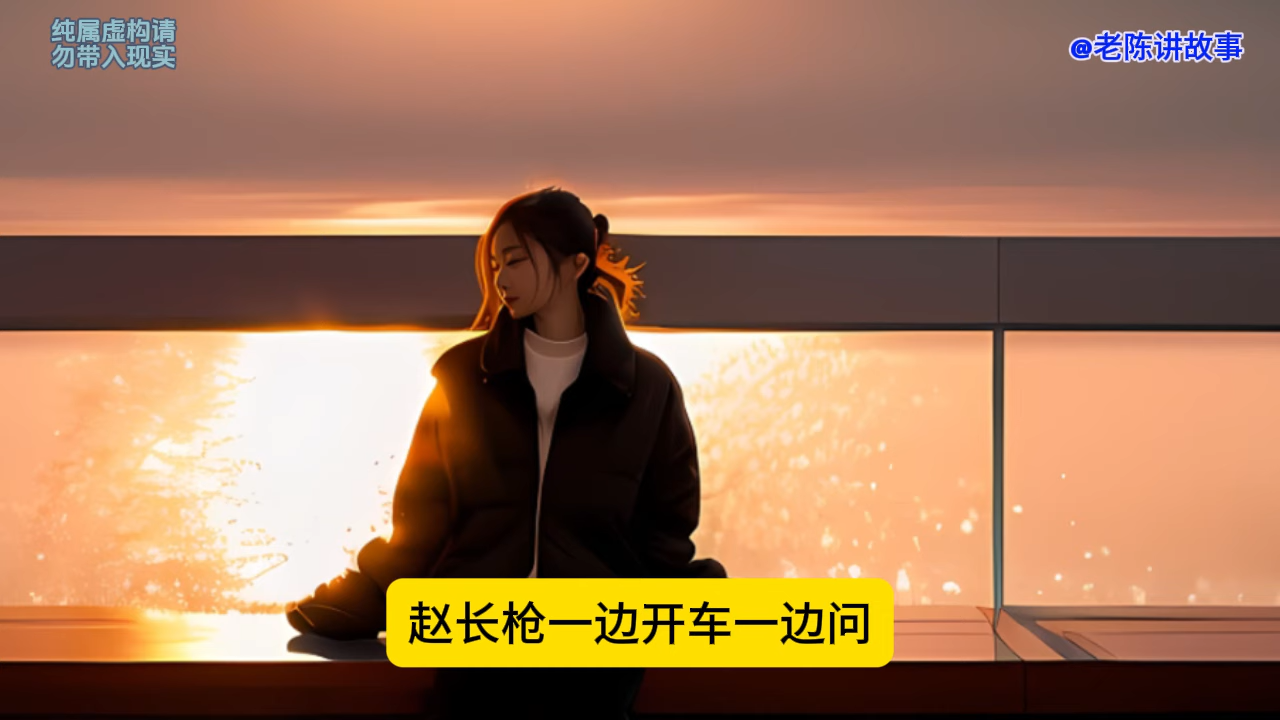 纯属虚构请
勿带入现实
@老陈讲故事
赵长枪一边开车一边问